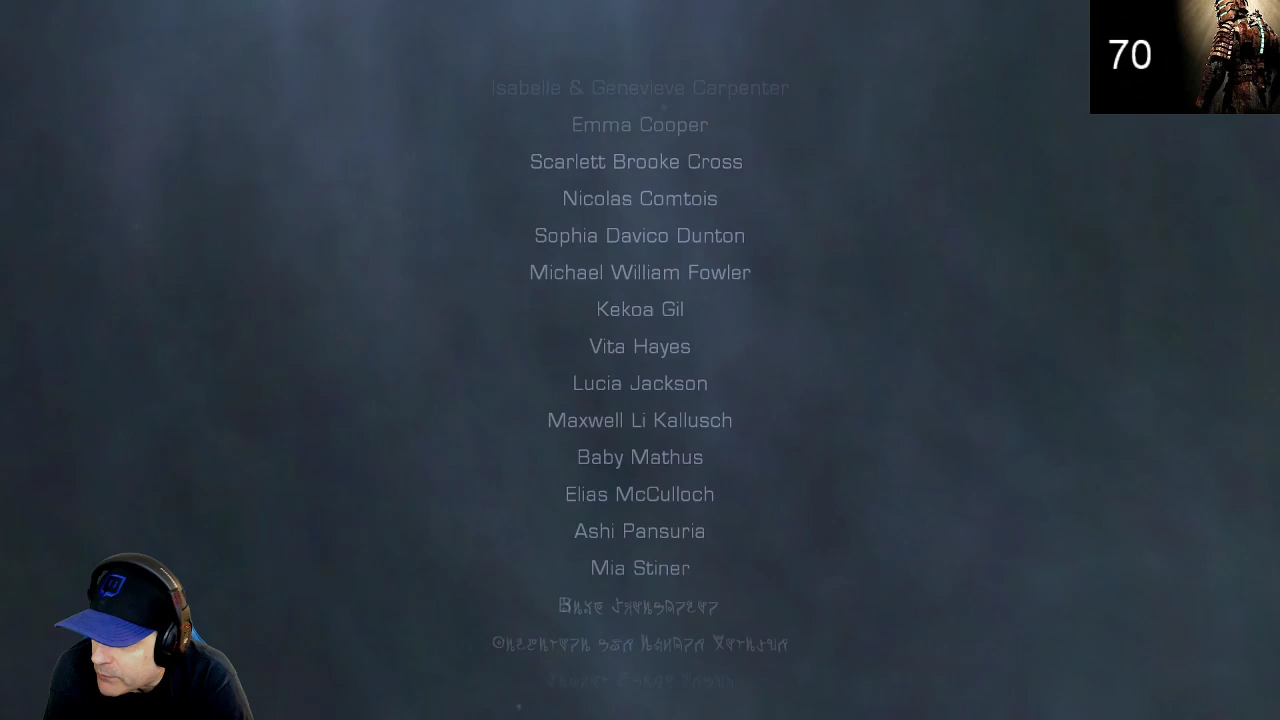 70
Isabelle & Genevieve Carpenter
Emma Cooper
Scarlett Brooke Cross
Nicolas Comtois
Sophia Davico Dunton
Michael William Fowler
Kekoa Gil
Vita Hayes
Lucia Jackson
Maxwell Li Kallusch
Baby Mathus
Elias McCulloch
Ashi Pansuria
Mia Stiner